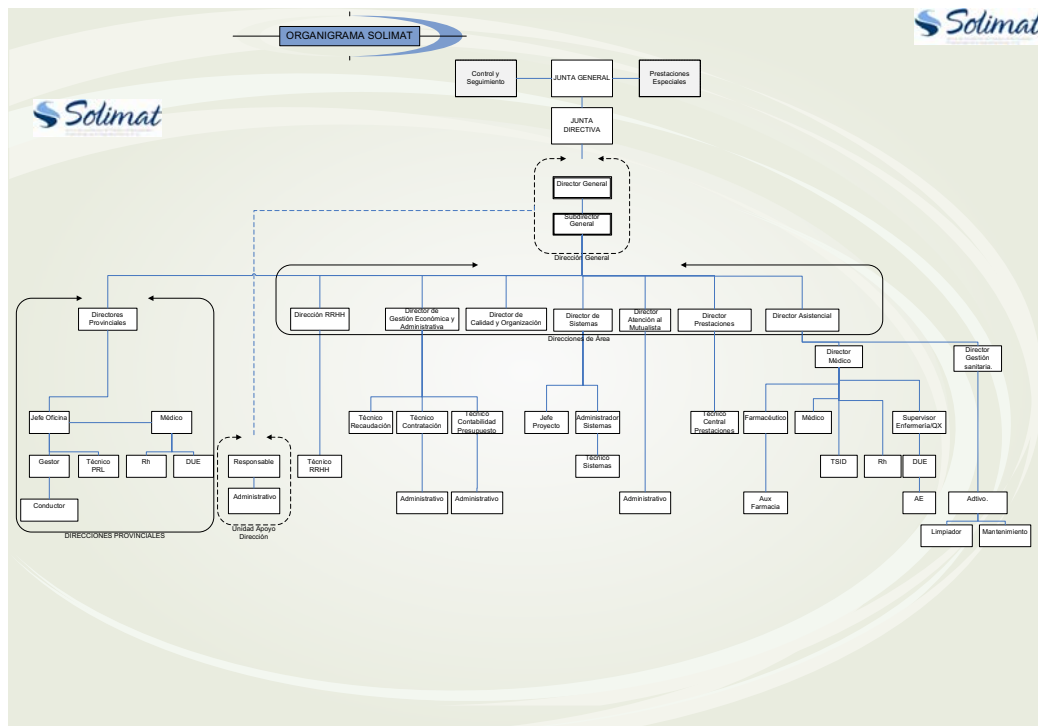 ORGANIGRAMA SOLIMAT
Solimat
Control y
Seguimiento
JUNTA GENERAL
Prestaciones
Especiales
Solimat
JUNTA
DIRECTIVA
Director General
Subdirector
General
Dirección General
Directores
Provinciales
Dirección RRHH
Director de
Gestión Económica y
Administrativa
Director de
Calidad y Organización
Director de
Sistemas
Director
Atención al
Mutualista
Director
Prestaciones
Director Asistencial
Direcciones de Área
Director
Médico
Director
Gestión
sanitaria.
Jefe Oficina
Médico
Técnico
Recaudación
Técnico
Contratación
Técnico
Contabilidad
Presupuesto
Jefe
Proyecto
Administrador
Sistemas
Técnico
Central
Prestaciones
Farmacéutico
Médico
Supervisor
Enfermería/QX
Gestor
Técnico
PRL
Rh
DUE
Responsable
Técnico
RRHH
Técnico
Sistemas
TSID
Rh
DUE
Conductor
Administrativo
Administrativo
Administrativo
Administrativo
Aux
Farmacia
AE
Adtivo.
Unidad Apoyo
Dirección
DIRECCIONES PROVINCIALES
Limpiador
Mantenimiento